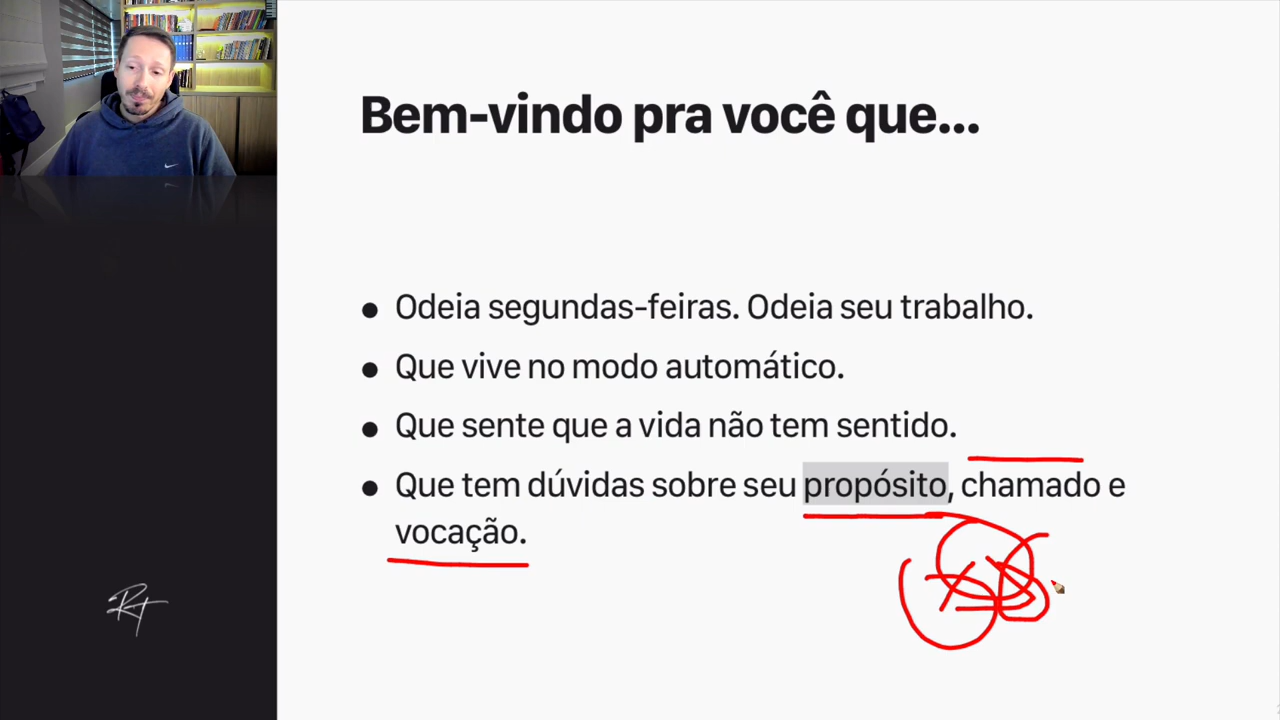 Bem-vindo pra você que...
● Odeia segundas-feiras. Odeia seu trabalho.
● Que vive no modo automático.
● Que sente que a vida não tem sentido.
● Que tem dúvidas sobre seu propósito, chamado e
vocação.
RT